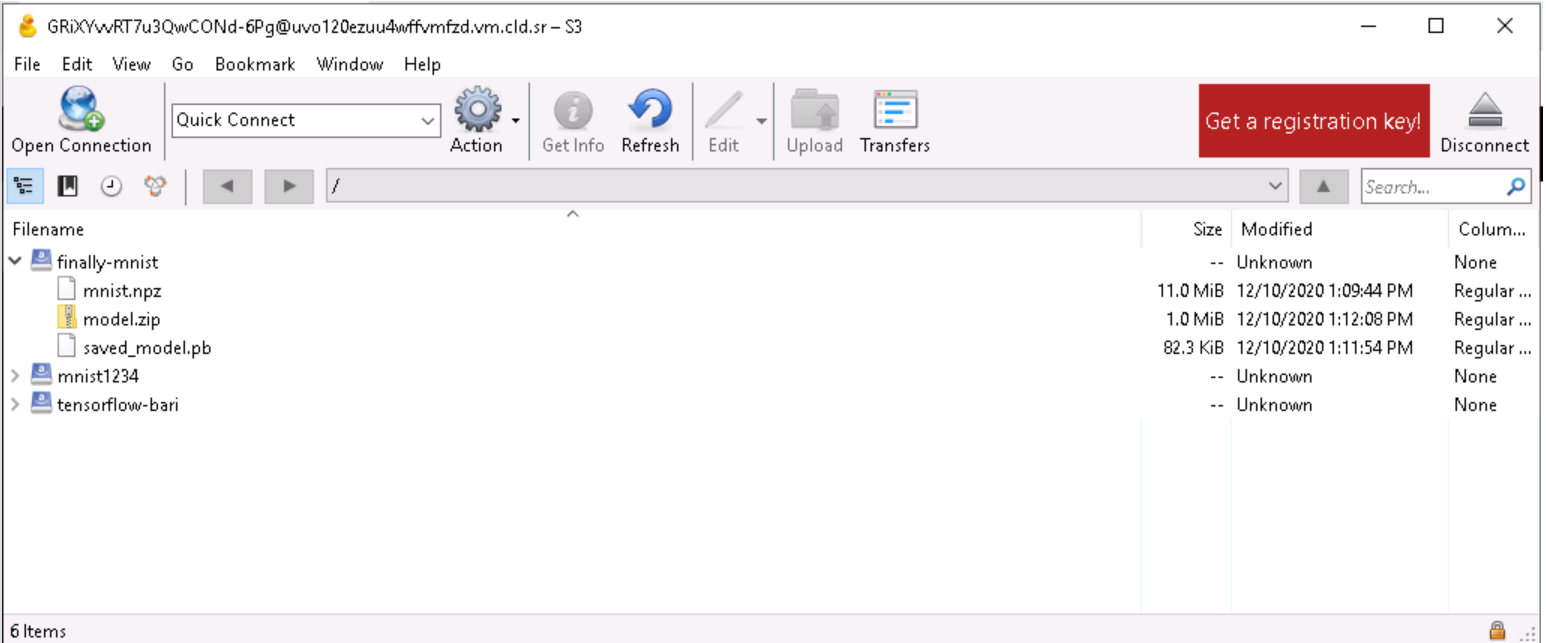 GRiXYvvRT7u3QwCONd-6Pg@uvo120ezuu4wffvmfzd.vm.cld.sr – S3
File Edit View Go Bookmark Window Help
Quick Connect
Get a registration key!
Open Connection Action Get Info Refresh Edit Upload Transfers Disconnect
/ Search...
Filename Size Modified Colum...
finally-mnist -- Unknown None
mnist.npz 11.0 MiB 12/10/2020 1:09:44 PM Regular ...
model.zip 1.0 MiB 12/10/2020 1:12:08 PM Regular ...
saved_model.pb 82.3 KiB 12/10/2020 1:11:54 PM Regular ...
mnist1234 -- Unknown None
tensorflow-bari -- Unknown None
6 Items